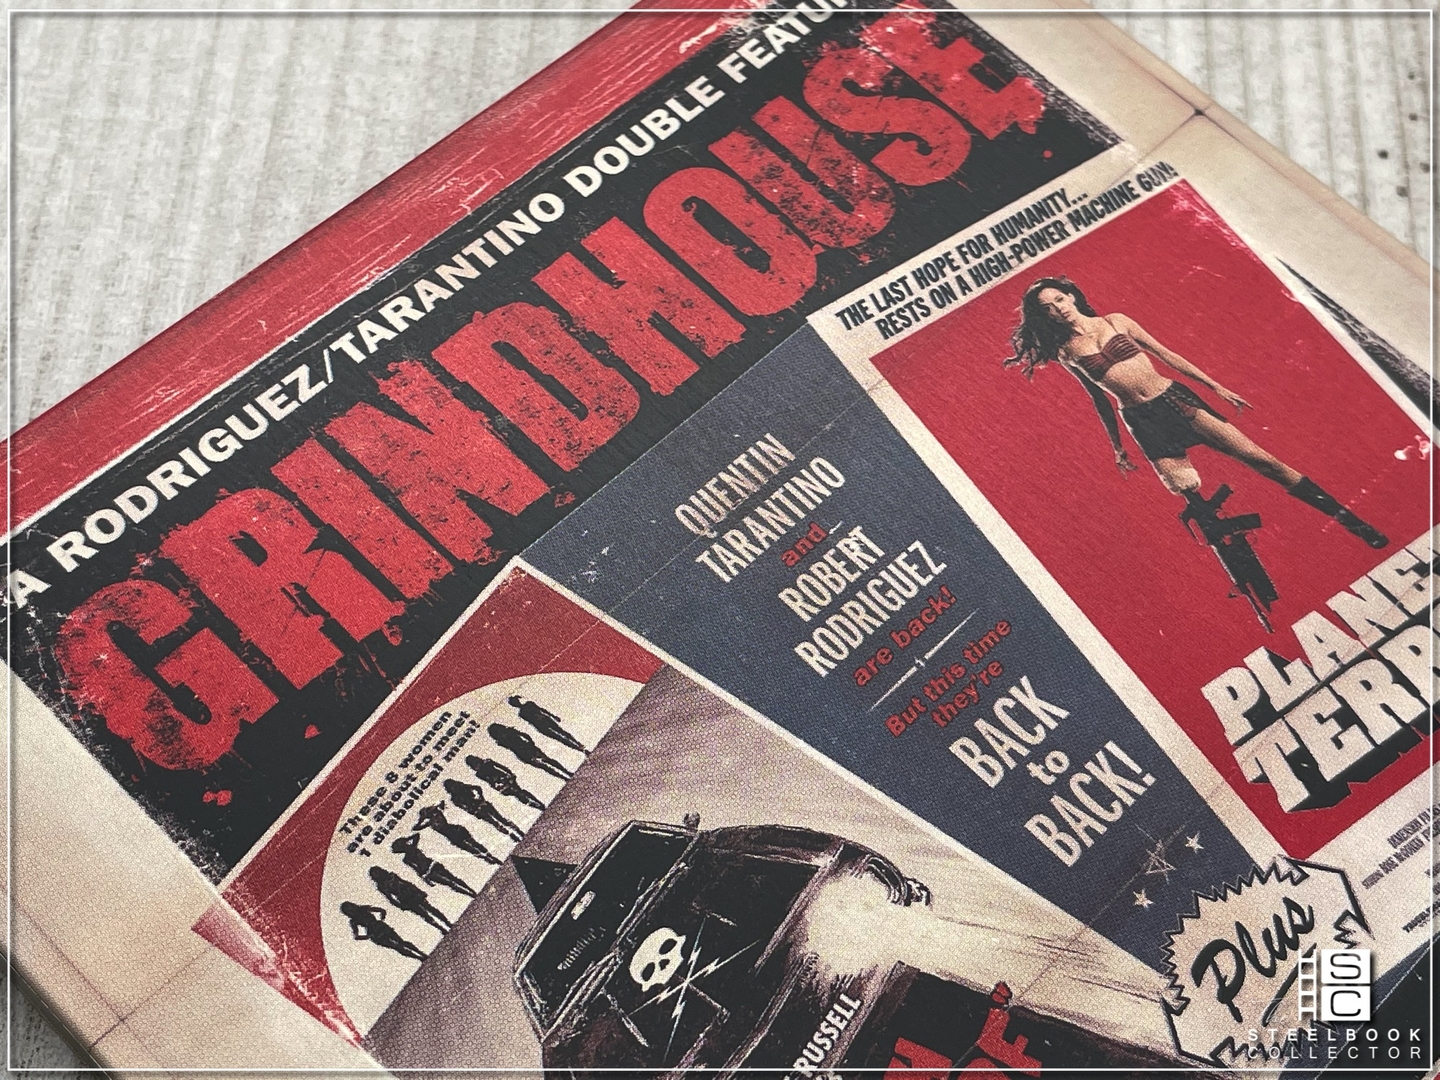 A RODRIGUEZ/TARANTINO DOUBLE FEATU
GRINDHOUSE
THE LAST HOPE FOR HUMANITY...
RESTS ON A HIGH-POWER MACHINE GUN!
QUENTIN
TARANTINO
and
ROBERT
RODRIGUEZ
are back!
But this time
they're
BACK
to
BACK!
PLANET
TERR
These 8 women
are about to meet
1 diabolical man!
RUSSELL
Plus
SC
STEELBOOK
COLLECTOR